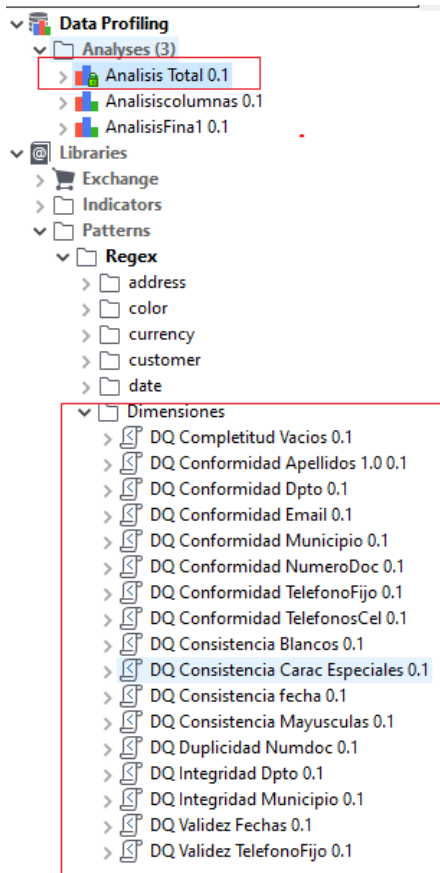 Data Profiling
Analyses (3)
Analisis Total 0.1
Analisiscolumnas 0.1
AnalisisFina1 0.1
Libraries
Exchange
Indicators
Patterns
Regex
address
color
currency
customer
date
Dimensiones
DQ Completitud Vacios 0.1
DQ Conformidad Apellidos 1.0 0.1
DQ Conformidad Dpto 0.1
DQ Conformidad Email 0.1
DQ Conformidad Municipio 0.1
DQ Conformidad NumeroDoc 0.1
DQ Conformidad TelefonoFijo 0.1
DQ Conformidad TelefonosCel 0.1
DQ Consistencia Blancos 0.1
DQ Consistencia Carac Especiales 0.1
DQ Consistencia fecha 0.1
DQ Consistencia Mayusculas 0.1
DQ Duplicidad Numdoc 0.1
DQ Integridad Dpto 0.1
DQ Integridad Municipio 0.1
DQ Validez Fechas 0.1
DQ Validez TelefonoFijo 0.1